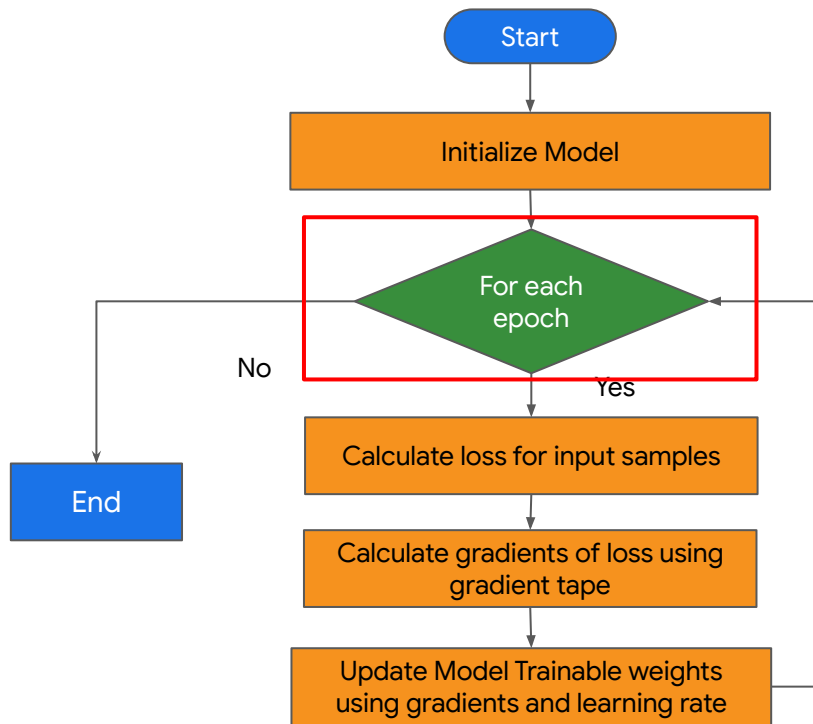 Start
Initialize Model
For each
epoch
No
Yes
Calculate loss for input samples
End
Calculate gradients of loss using
gradient tape
Update Model Trainable weights
using gradients and learning rate